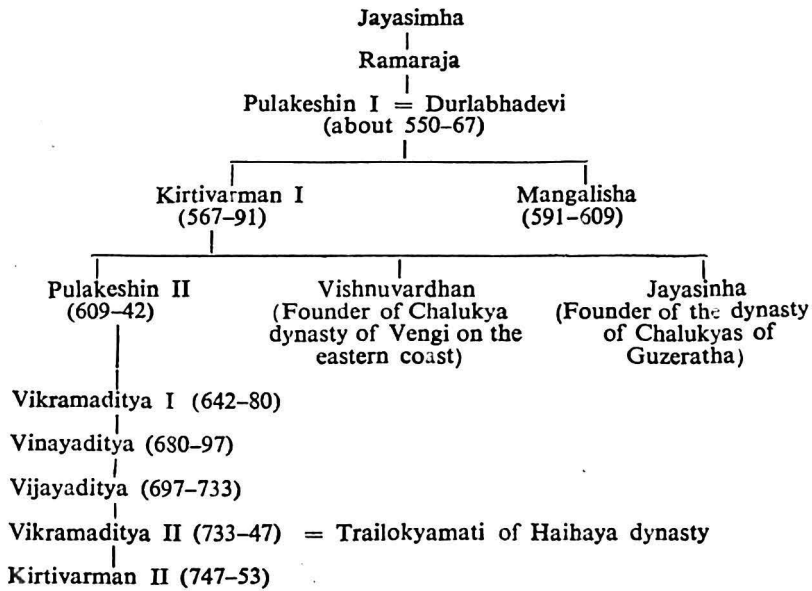 Jayasimha
Ramaraja
Pulakeshin I = Durlabhadevi
(about 550–67)
Kirtivarman I
(567–91)
Mangalisha
(591–609)
Pulakeshin II
(609–42)
Vishnuvardhan
(Founder of Chalukya
dynasty of Vengi on the
eastern coast)
Jayasinha
(Founder of the dynasty
of Chalukyas of
Guzeratha)
Vikramaditya I (642–80)
Vinayaditya (680–97)
Vijayaditya (697–733)
Vikramaditya II (733–47) = Trailokyamati of Haihaya dynasty
Kirtivarman II (747–53)